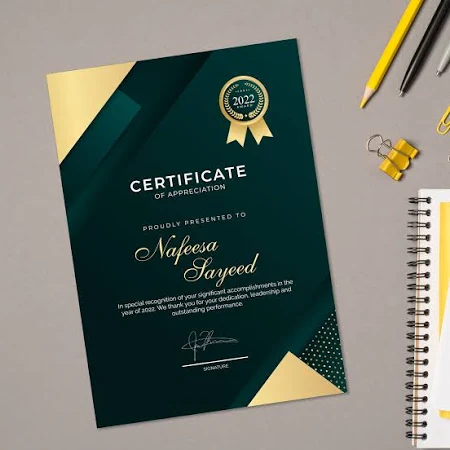 2022
AWARD
CERTIFICATE
OF APPRECIATION
PROUDLY PRESENTED TO
Nafeesa
Sayeed
In special recognition of your significant accomplishments in the
year of 2022. We thank you for your dedication, leadership and
outstanding performance.
SIGNATURE